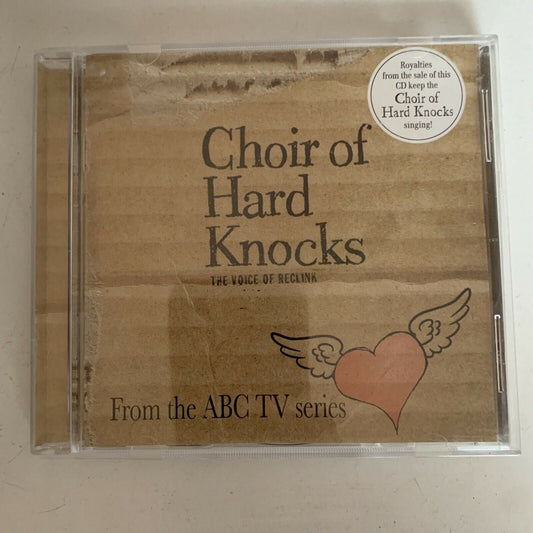 Royalties
from the sale of this
CD keep the
Choir of
Hard Knocks
singing!
Choir of
Hard
Knocks
THE VOICE OF RECLINK
From the ABC TV series